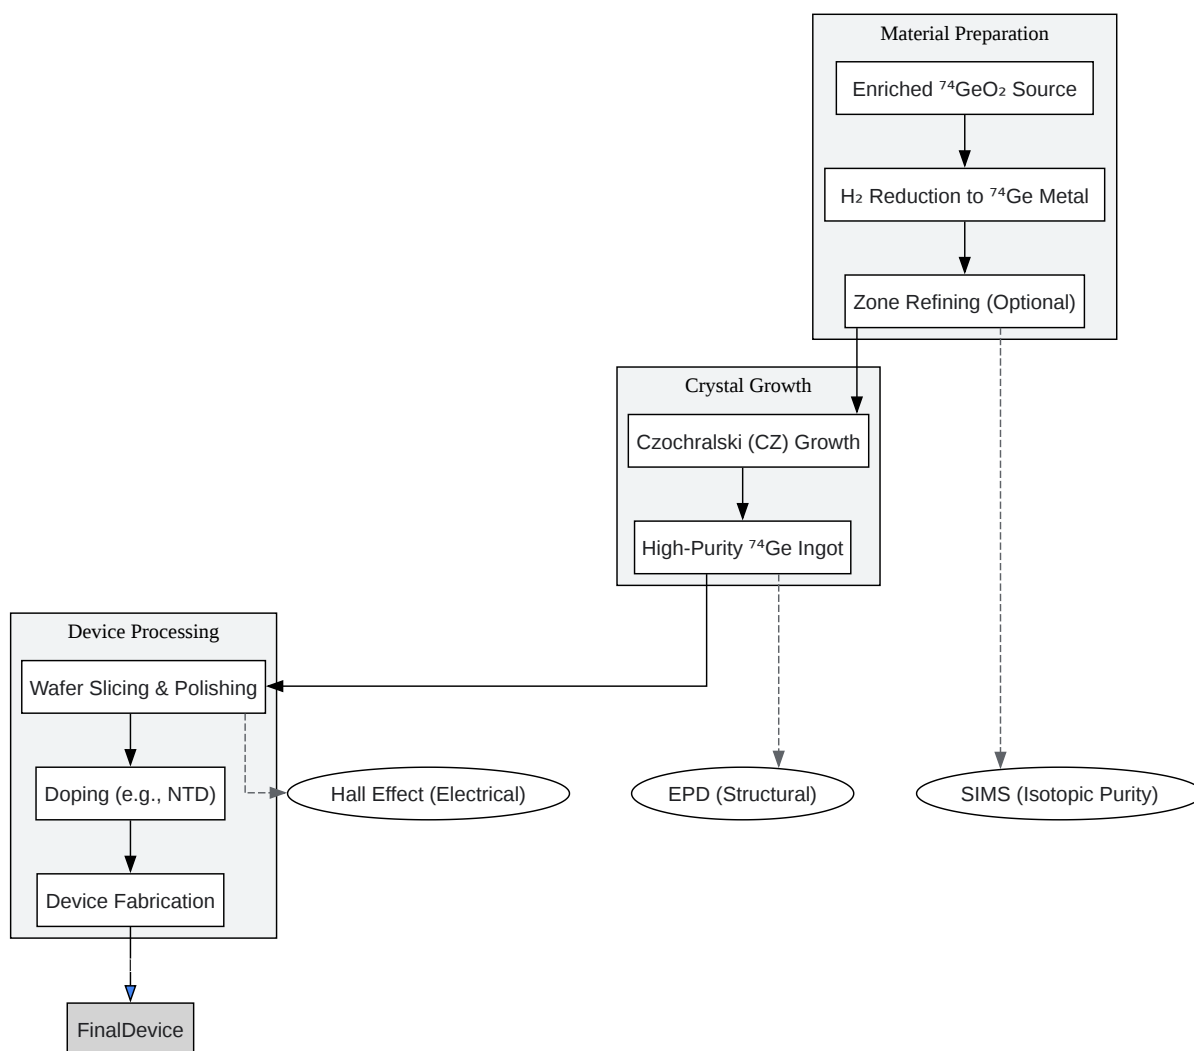 Material Preparation
Enriched ⁷⁴GeO₂ Source
H₂ Reduction to ⁷⁴Ge Metal
Zone Refining (Optional)
Crystal Growth
Czochralski (CZ) Growth
High-Purity ⁷⁴Ge Ingot
Device Processing
Wafer Slicing & Polishing
Doping (e.g., NTD)
Hall Effect (Electrical)
EPD (Structural)
SIMS (Isotopic Purity)
Device Fabrication
FinalDevice